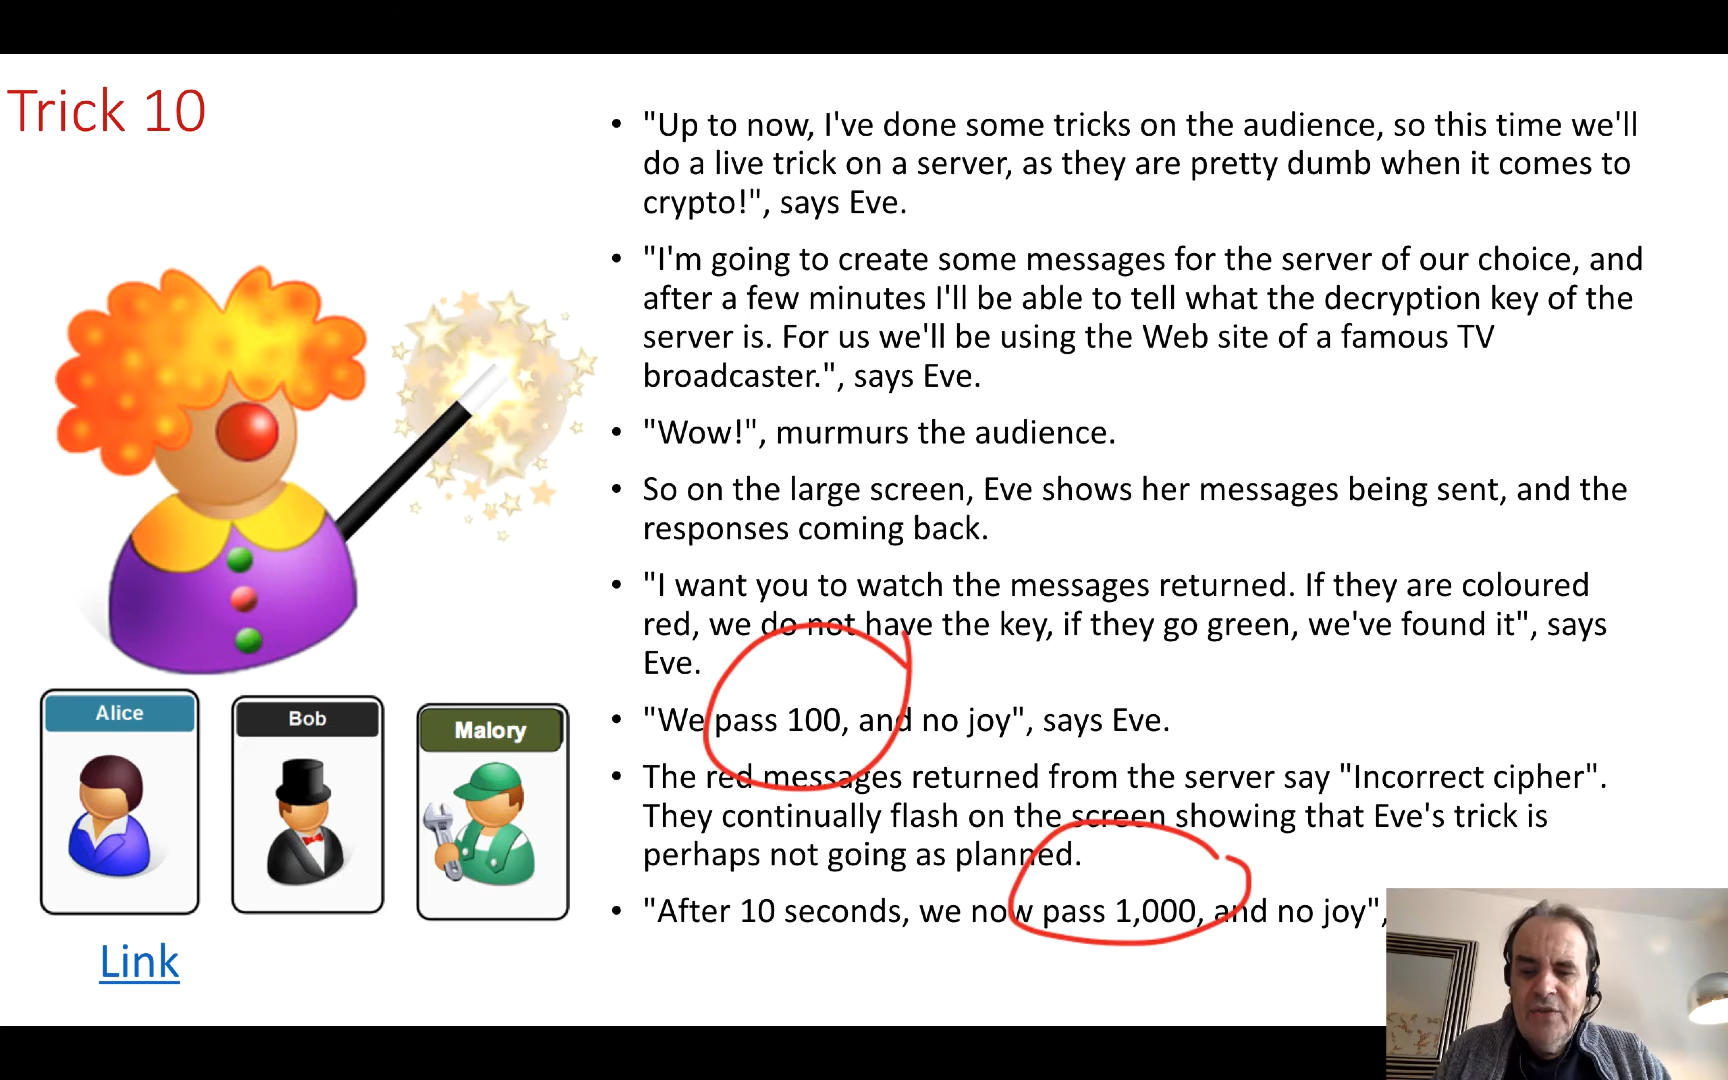 Trick 10
• "Up to now, I've done some tricks on the audience, so this time we'll
do a live trick on a server, as they are pretty dumb when it comes to
crypto!", says Eve.
• "I'm going to create some messages for the server of our choice, and
after a few minutes I'll be able to tell what the decryption key of the
server is. For us we'll be using the Web site of a famous TV
broadcaster.", says Eve.
• "Wow!", murmurs the audience.
• So on the large screen, Eve shows her messages being sent, and the
responses coming back.
• "I want you to watch the messages returned. If they are coloured
red, we do not have the key, if they go green, we've found it", says
Eve.
• "We pass 100, and no joy", says Eve.
• The red messages returned from the server say "Incorrect cipher".
They continually flash on the screen showing that Eve's trick is
perhaps not going as planned.
• "After 10 seconds, we now pass 1,000, and no joy",
Alice
Bob
Malory
Link